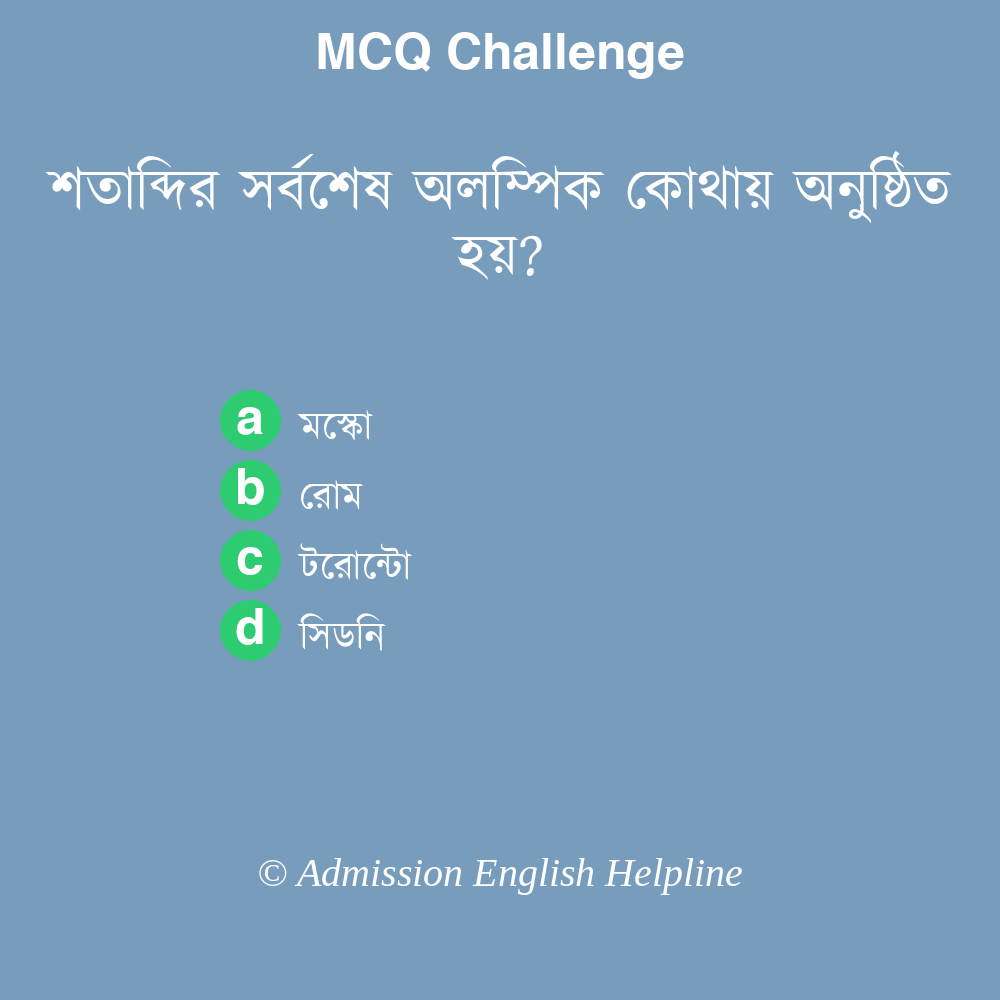 MCQ Challenge
শতাব্দির সর্বশেষ অলম্পিক কোথায় অনুষ্ঠিত
হয়?
a মস্কো
b রোম
c টরোন্টো
d সিডনি
© Admission English Helpline